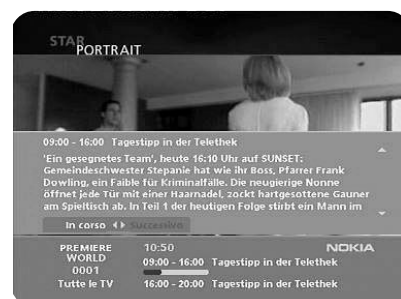 STAR
PORTRAIT
09:00 - 16:00 Tagestipp in der Telethek
'Ein gesegnetes Team', heute 16:10 Uhr auf SUNSET:
Gemeindeschwester Stepanie hat wie ihr Boss, Pfarrer Frank
Dowling, ein Faible für Kriminalfälle. Die neugierige Nonne
öffnet jede Tür mit einer Haarnadel, zockt hartgesottene Gauner
am Spieltisch ab. In Teil 1 der heutigen Folge stirbt ein Mann im
In corso Successivo
PREMIERE 10:50 NOKIA
WORLD 09:00 - 16:00 Tagestipp in der Telethek
0001
Tutte le TV 16:00 - 20:00 Tagestipp in der Telethek